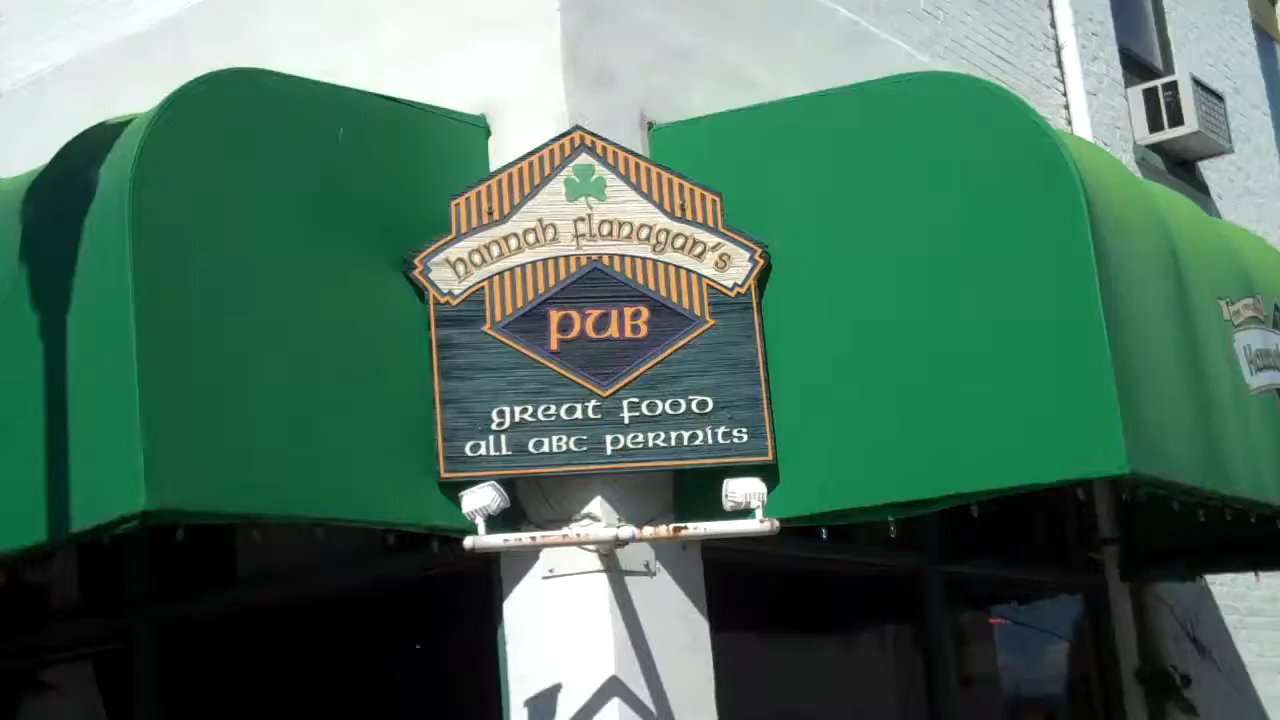 hannah flanagan's
pub
great food
all abc permits